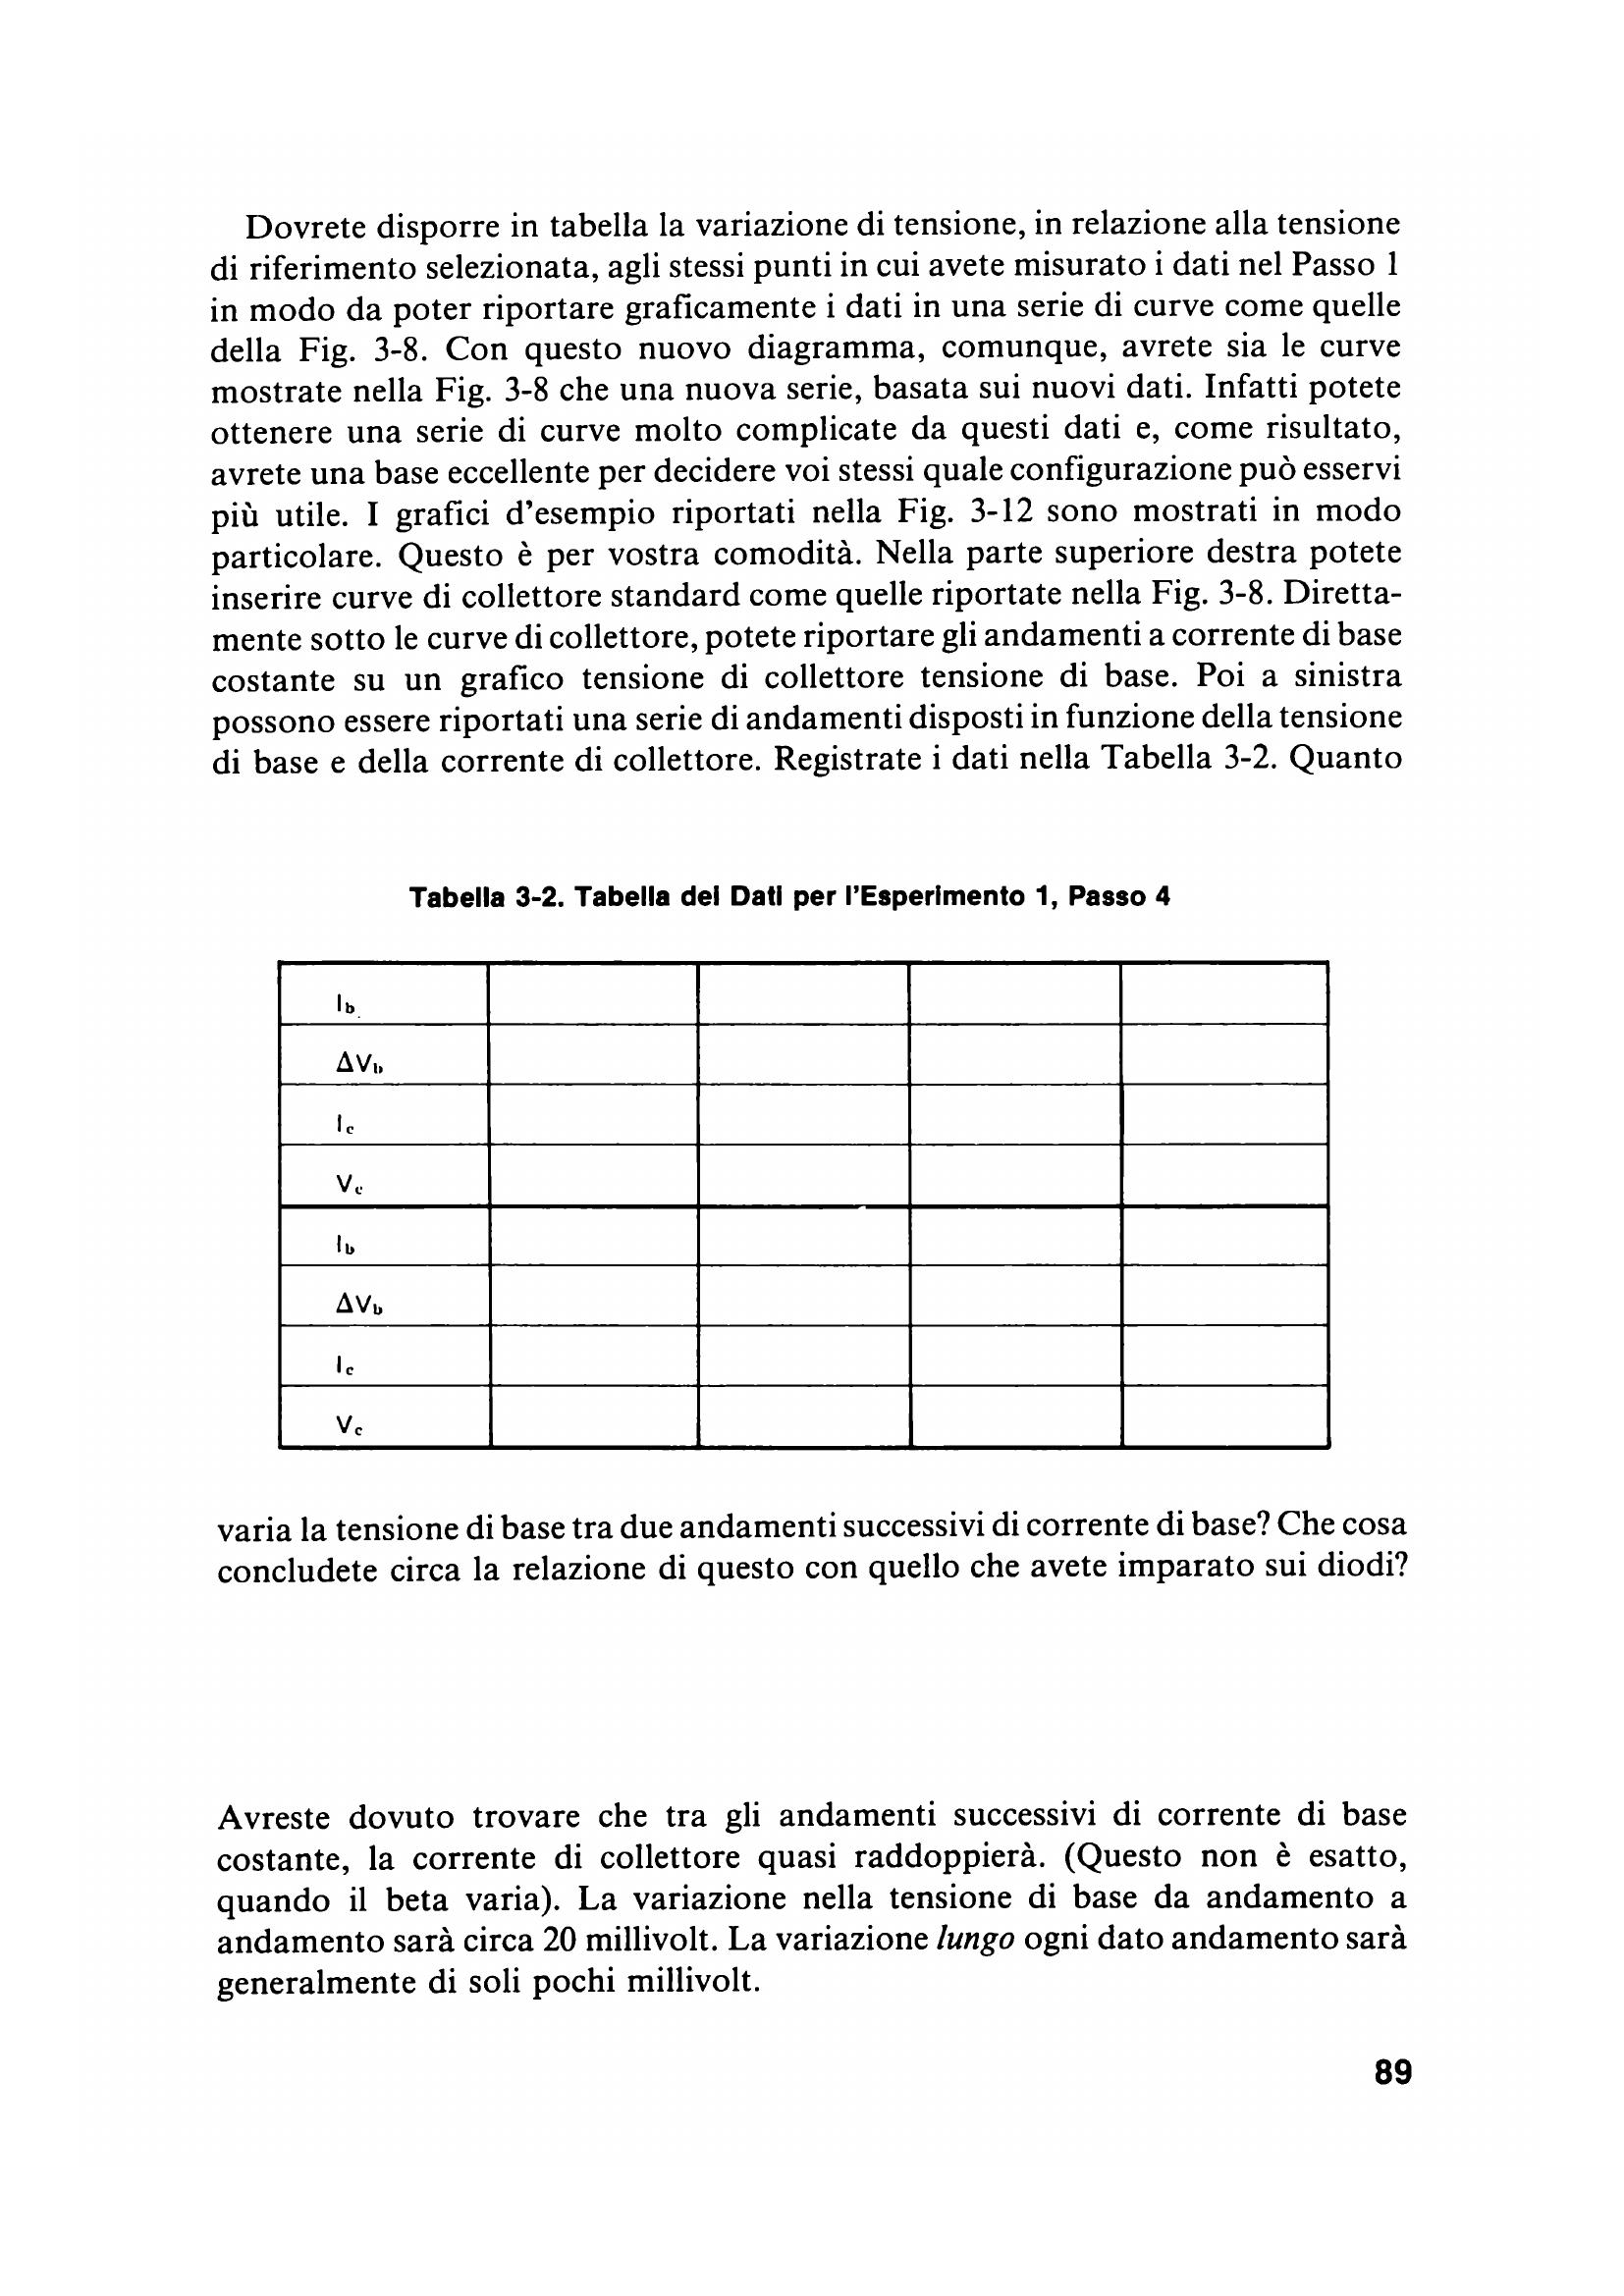 Dovrete disporre in tabella la variazione di tensione, in relazione alla tensione
di riferimento selezionata, agli stessi punti in cui avete misurato i dati nel Passo 1
in modo da poter riportare graficamente i dati in una serie di curve come quelle
della Fig. 3-8. Con questo nuovo diagramma, comunque, avrete sia le curve
mostrate nella Fig. 3-8 che una nuova serie, basata sui nuovi dati. Infatti potete
ottenere una serie di curve molto complicate da questi dati e, come risultato,
avrete una base eccellente per decidere voi stessi quale configurazione può esservi
più utile. I grafici d'esempio riportati nella Fig. 3-12 sono mostrati in modo
particolare. Questo è per vostra comodità. Nella parte superiore destra potete
inserire curve di collettore standard come quelle riportate nella Fig. 3-8. Diretta-
mente sotto le curve di collettore, potete riportare gli andamenti a corrente di base
costante su un grafico tensione di collettore tensione di base. Poi a sinistra
possono essere riportati una serie di andamenti disposti in funzione della tensione
di base e della corrente di collettore. Registrate i dati nella Tabella 3-2. Quanto
Tabella 3-2. Tabella dei Dati per l'Esperimento 1, Passo 4
I_b
ΔV_b
I_c
V_c
I_b
ΔV_b
I_c
V_c
varia la tensione di base tra due andamenti successivi di corrente di base? Che cosa
concludete circa la relazione di questo con quello che avete imparato sui diodi?
Avreste dovuto trovare che tra gli andamenti successivi di corrente di base
costante, la corrente di collettore quasi raddoppierà. (Questo non è esatto,
quando il beta varia). La variazione nella tensione di base da andamento a
andamento sarà circa 20 millivolt. La variazione lungo ogni dato andamento sarà
generalmente di soli pochi millivolt.
89